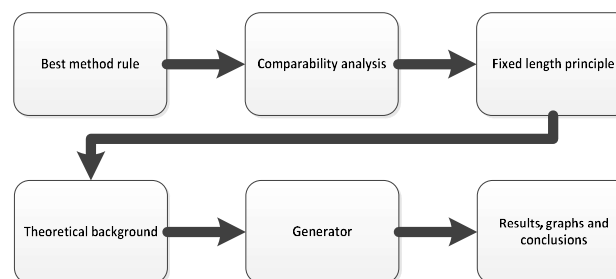 Best method rule
Comparability analysis
Fixed length principle
Theoretical background
Generator
Results, graphs and
conclusions